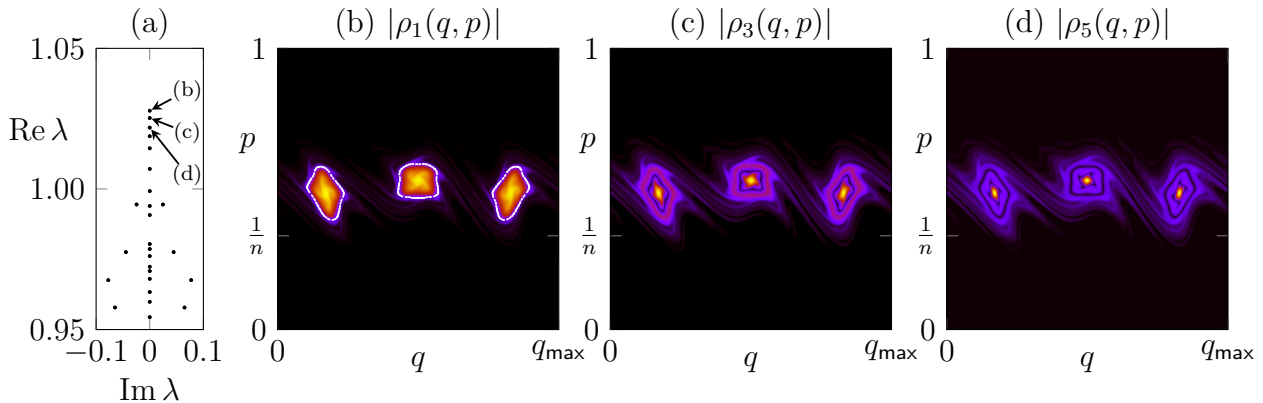 (a)
(b) |ρ₁(q, p)|
(c) |ρ₃(q, p)|
(d) |ρ₅(q, p)|
1.05
1.00
0.95
Re λ
(b)
(c)
(d)
−0.1 0 0.1
Im λ
1
p
1/n
0
0 q qmax
1
p
1/n
0
0 q qmax
1
p
1/n
0
0 q qmax